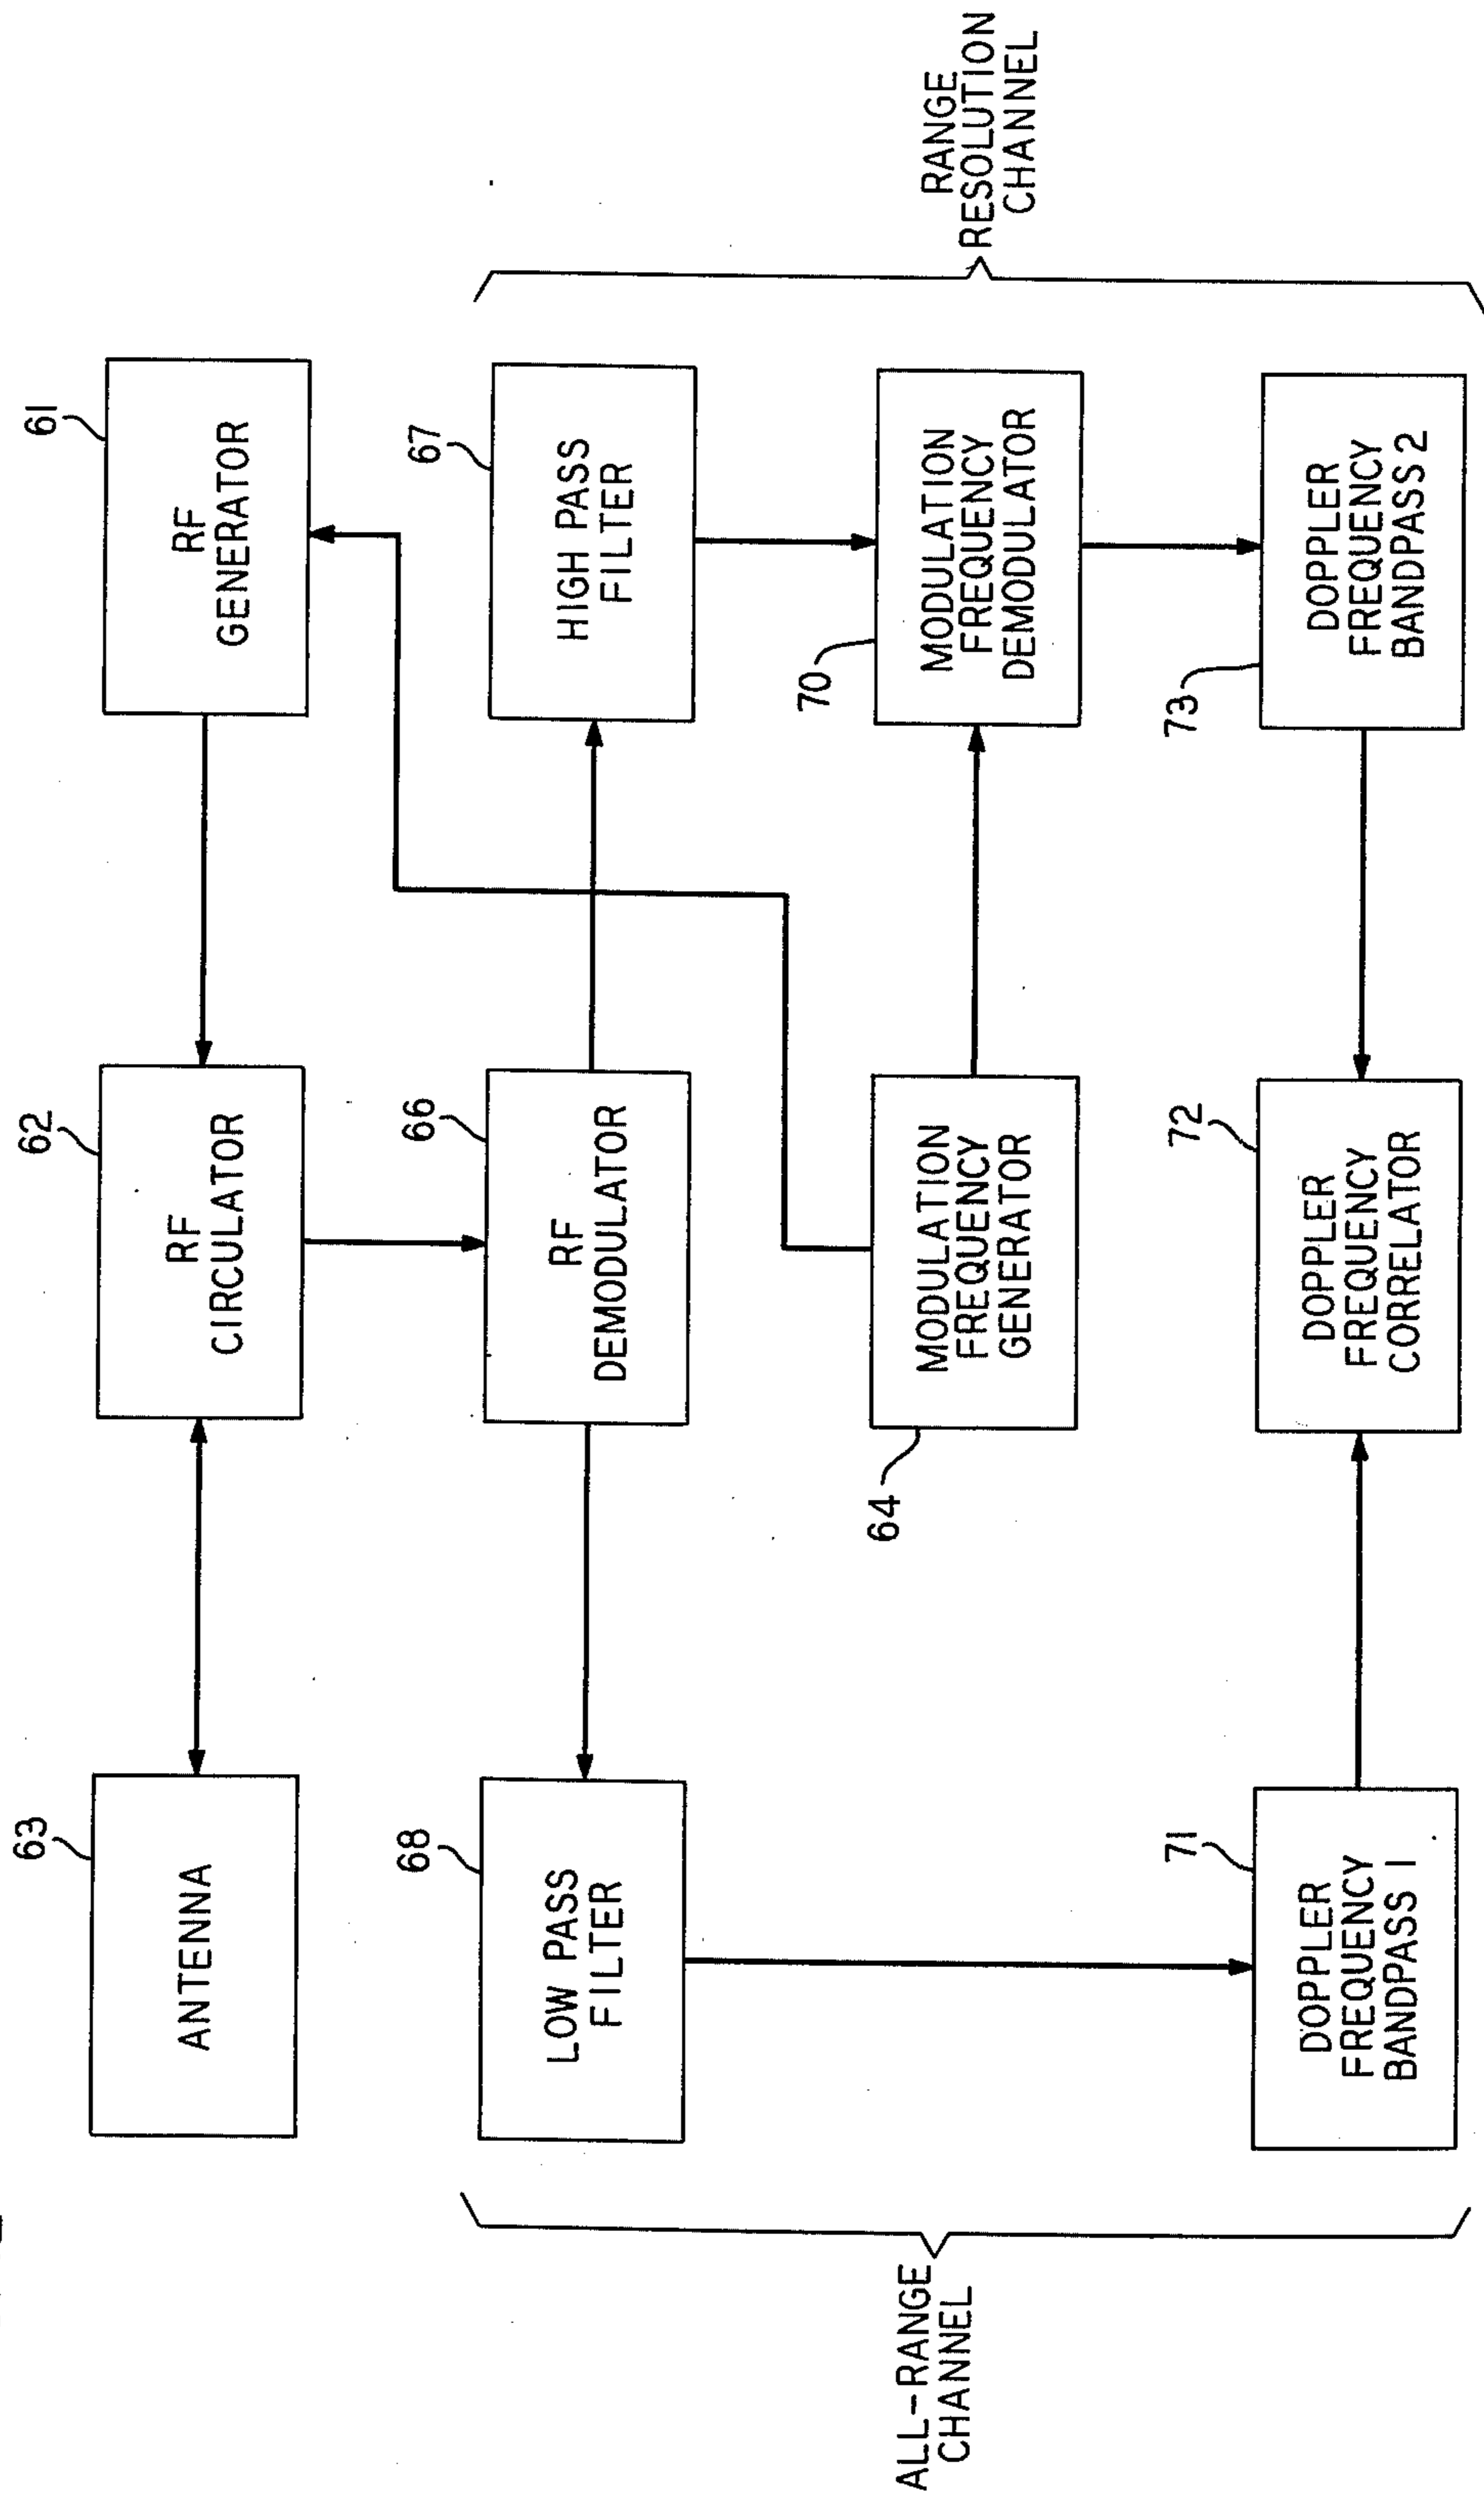 63
ANTENNA
62
RF
CIRCULATOR
61
RF
GENERATOR
68
LOW PASS
FILTER
66
RF
DEMODULATOR
67
HIGH PASS
FILTER
64
MODULATION
FREQUENCY
GENERATOR
70
MODULATION
FREQUENCY
DEMODULATOR
71
DOPPLER
FREQUENCY
BANDPASS 1
72
DOPPLER
FREQUENCY
CORRELATOR
73
DOPPLER
FREQUENCY
BANDPASS 2
ALL-RANGE
CHANNEL
RANGE
RESOLUTION
CHANNEL